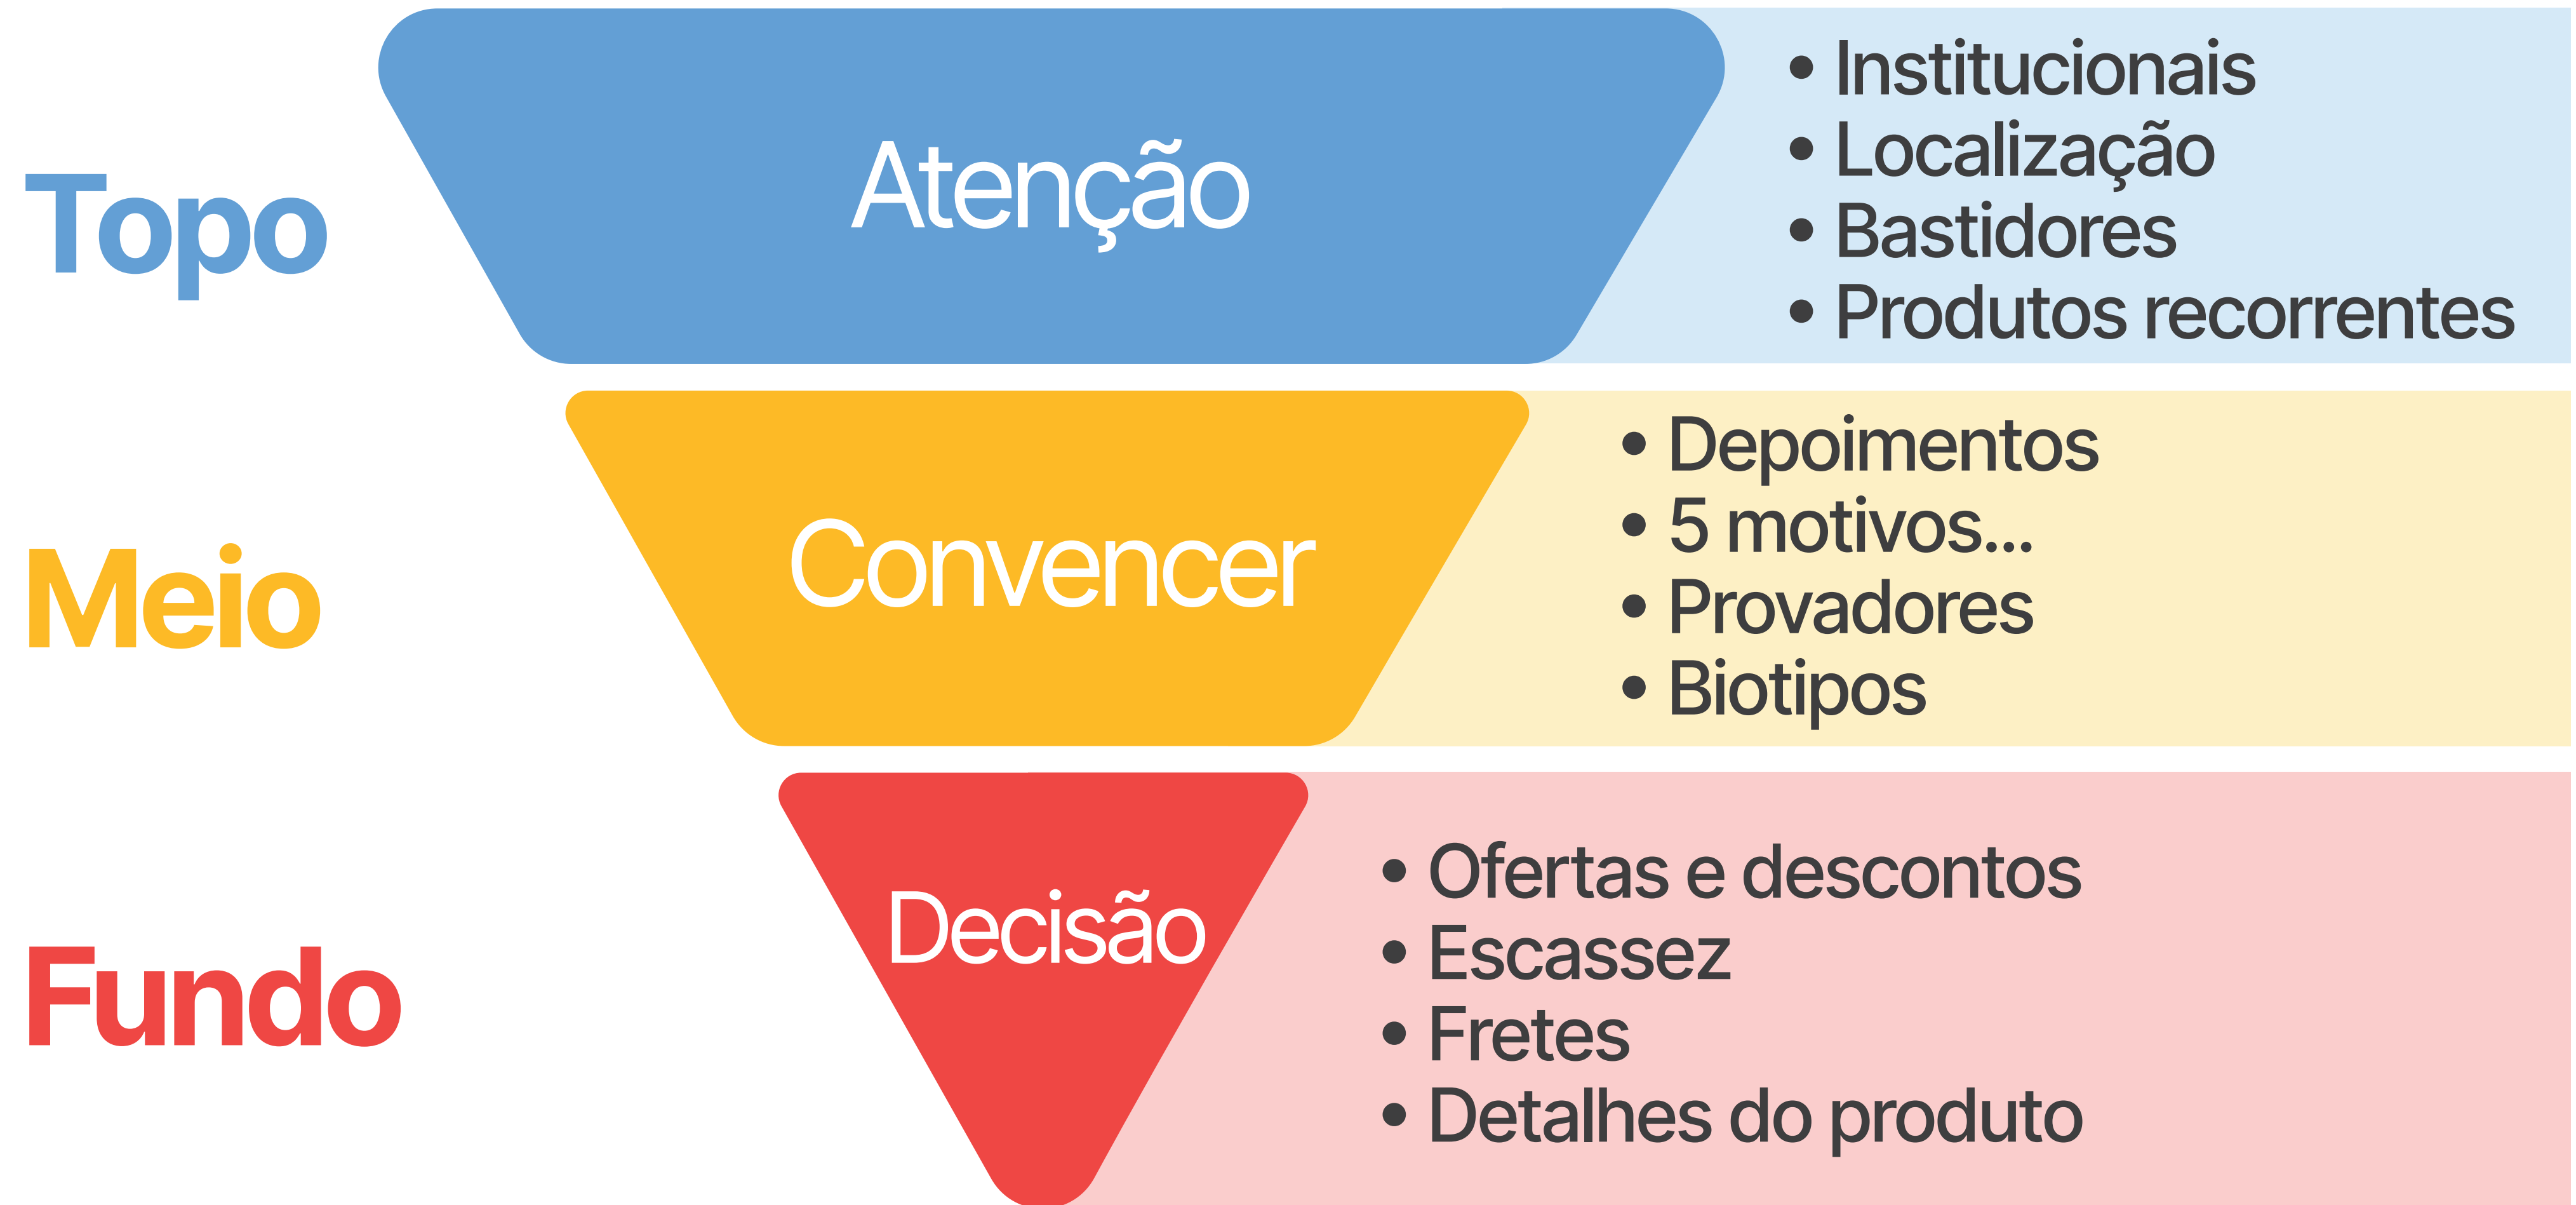 Topo
Atenção
• Institucionais
• Localização
• Bastidores
• Produtos recorrentes
Meio
Convencer
• Depoimentos
• 5 motivos...
• Provadores
• Biotipos
Fundo
Decisão
• Ofertas e descontos
• Escassez
• Fretes
• Detalhes do produto